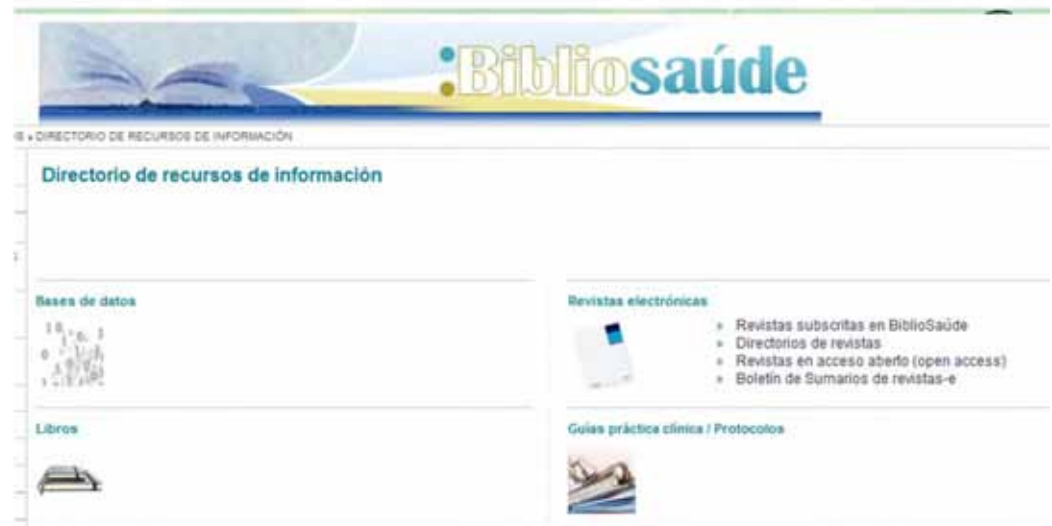 :Bibliosaúde
DIRECTORIO DE RECURSOS DE INFORMACIÓN
Directorio de recursos de información
Bases de datos
Revistas electrónicas
» Revistas subscritas en BiblioSaúde
» Directorios de revistas
» Revistas en acceso aberto (open access)
» Boletín de Sumarios de revistas-e
Libros
Guías práctica clínica / Protocolos